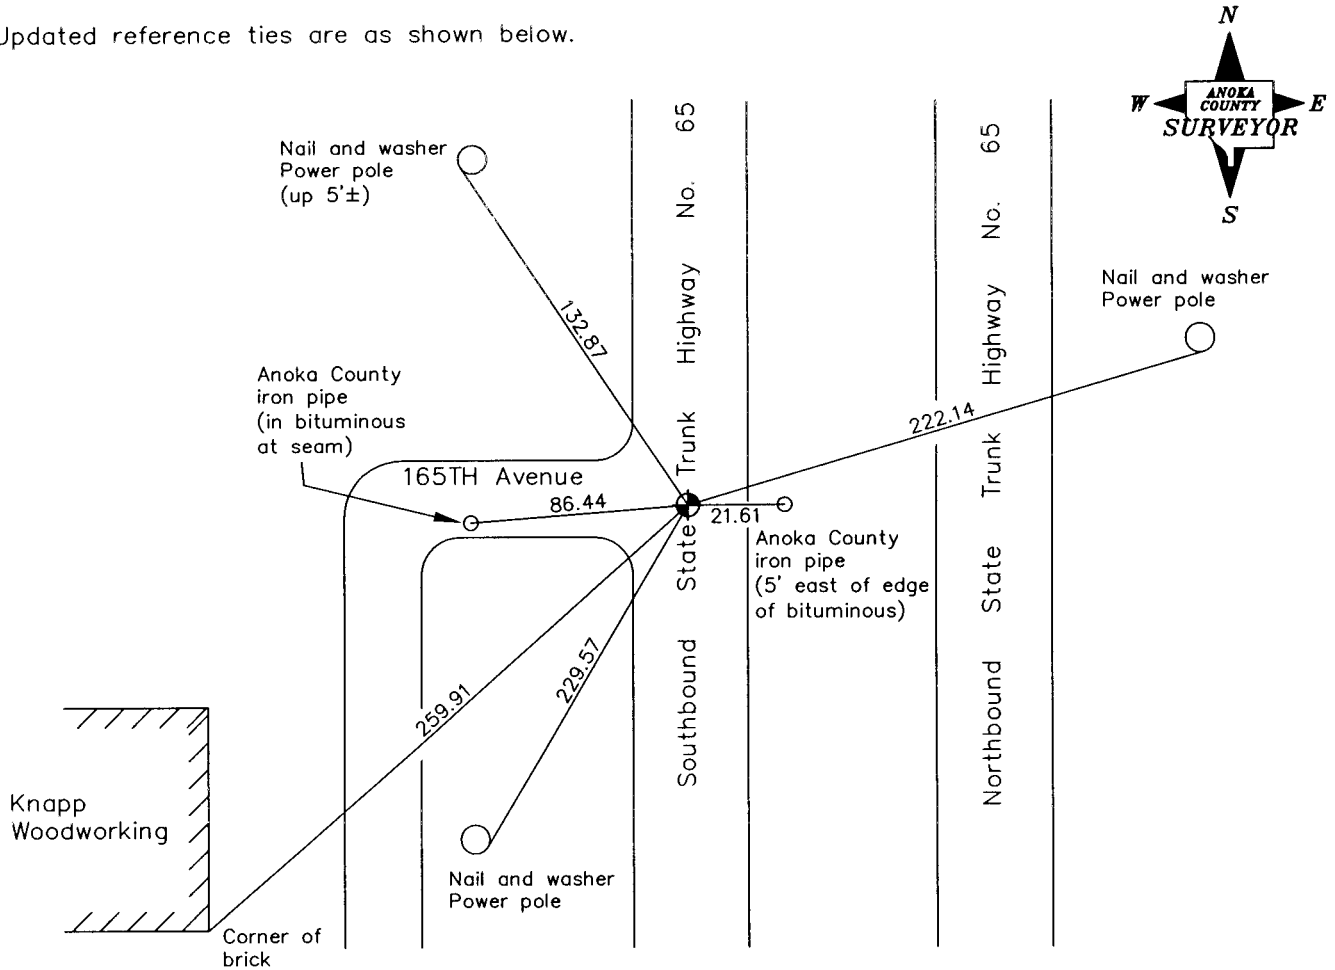 Updated reference ties are as shown below.
N
W
ANOKA
COUNTY
E
SURVEYOR
S
Nail and washer
Power pole
(up 5'±)
Southbound State Trunk Highway No. 65
Northbound State Trunk Highway No. 65
Nail and washer
Power pole
132.87
Anoka County
iron pipe
(in bituminous
at seam)
222.14
165TH Avenue
86.44
21.61
Anoka County
iron pipe
(5' east of edge
of bituminous)
229.57
259.91
Knapp
Woodworking
Nail and washer
Power pole
Corner of
brick